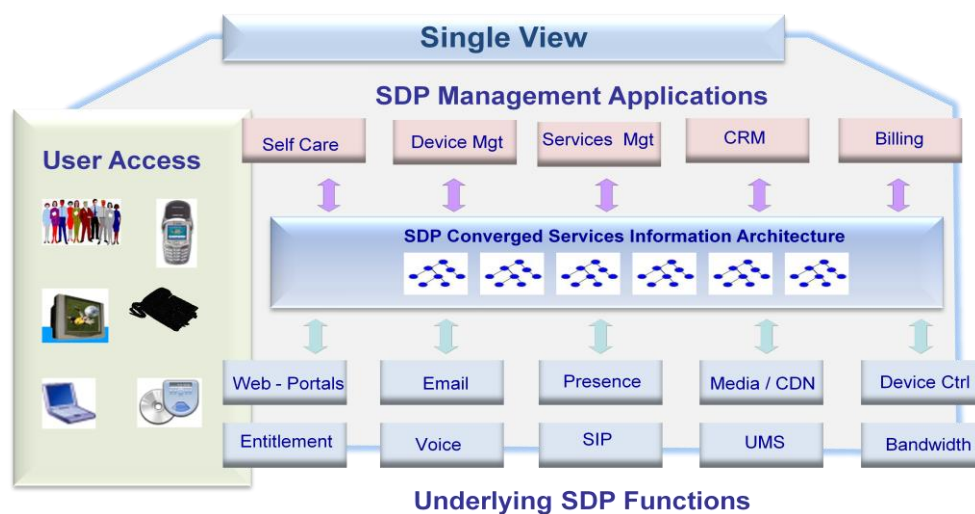 Single View
SDP Management Applications
User Access
Self Care
Device Mgt
Services Mgt
CRM
Billing
SDP Converged Services Information Architecture
Web - Portals
Email
Presence
Media / CDN
Device Ctrl
Entitlement
Voice
SIP
UMS
Bandwidth
Underlying SDP Functions